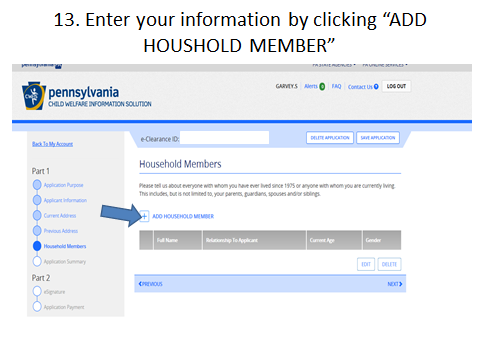 13. Enter your information by clicking “ADD
HOUSHOLD MEMBER”
pennsylvania
PA STATE AGENCIES
PA ONLINE SERVICES
pennsylvania
CHILD WELFARE INFORMATION SOLUTION
GARVEY.S Alerts FAQ Contact Us LOG OUT
Back To My Account
e-Clearance ID:
DELETE APPLICATION SAVE APPLICATION
Part 1
Application Purpose
Applicant Information
Current Address
Previous Address
Household Members
Application Summary
Part 2
eSignature
Application Payment
Household Members
Please tell us about everyone with whom you have ever lived since 1975 or anyone with whom you are currently living.
This includes, but is not limited to, your parents, guardians, spouses and/or siblings.
+ ADD HOUSEHOLD MEMBER
Full Name Relationship To Applicant Current Age Gender
EDIT DELETE
PREVIOUS NEXT